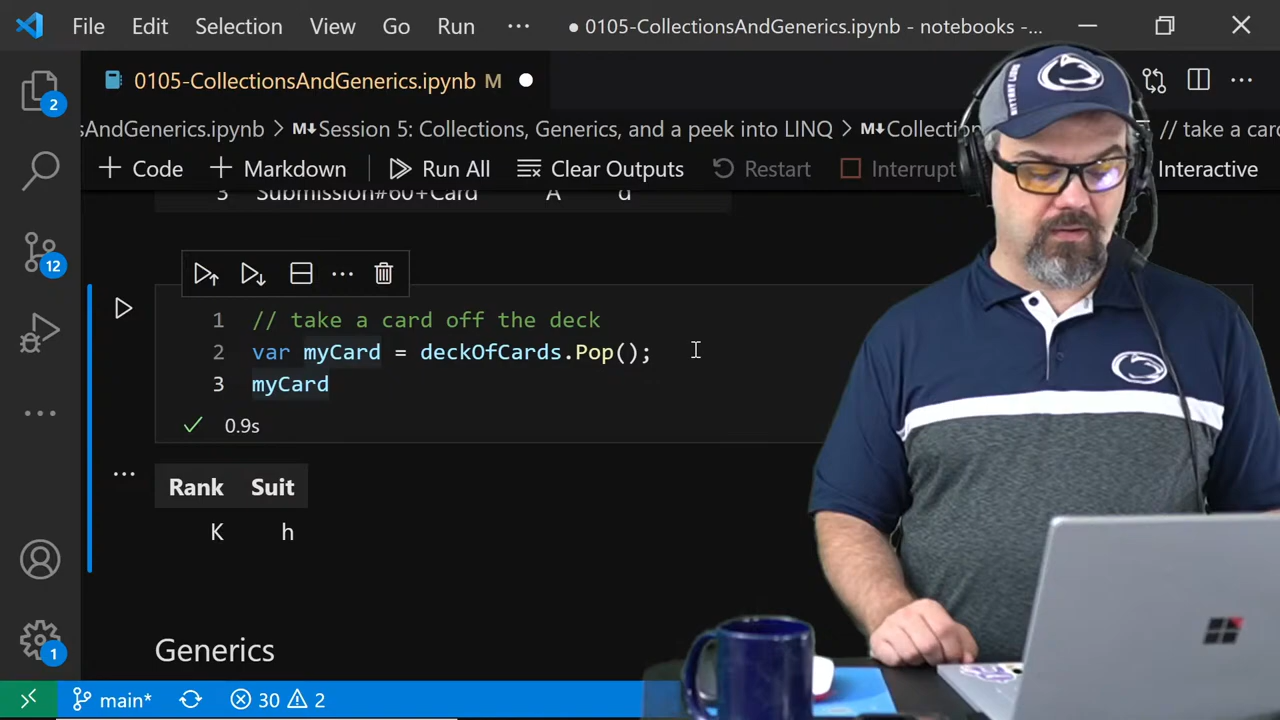 File Edit Selection View Go Run ··· ● 0105-CollectionsAndGenerics.ipynb - notebooks -...
0105-CollectionsAndGenerics.ipynb M
sAndGenerics.ipynb > M↓Session 5: Collections, Generics, and a peek into LINQ > M↓Collection // take a card
+ Code + Markdown Run All Clear Outputs Restart Interrupt Interactive
3 Submission#60+Card A d
1 // take a card off the deck
2 var myCard = deckOfCards.Pop();
3 myCard
0.9s
Rank Suit
K h
Generics
2
12
1
main* 30 2